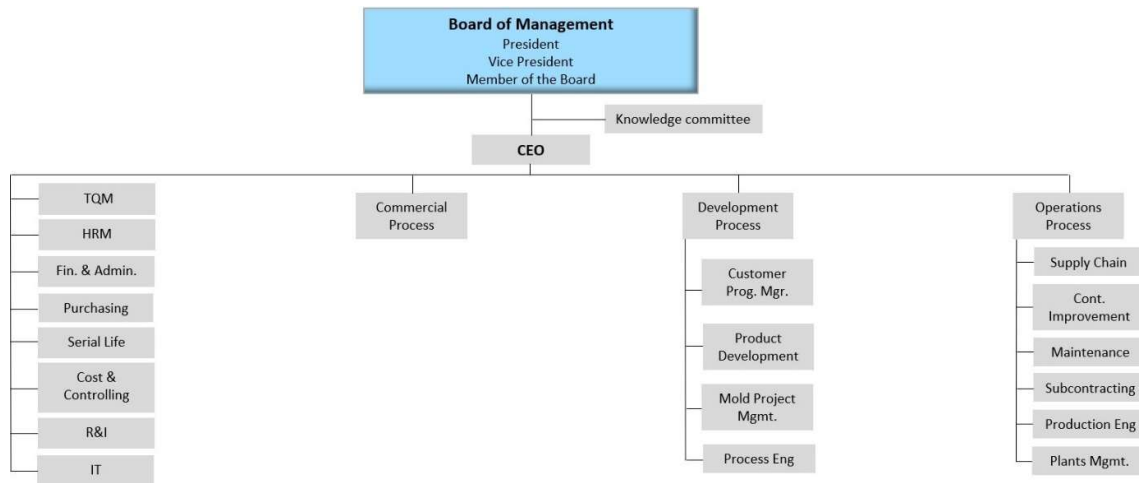 Board of Management
President
Vice President
Member of the Board
Knowledge committee
CEO
TQM
HRM
Fin. & Admin.
Purchasing
Serial Life
Cost &
Controlling
R&I
IT
Commercial
Process
Development
Process
Customer
Prog. Mgr.
Product
Development
Mold Project
Mgmt.
Process Eng
Operations
Process
Supply Chain
Cont.
Improvement
Maintenance
Subcontracting
Production Eng
Plants Mgmt.